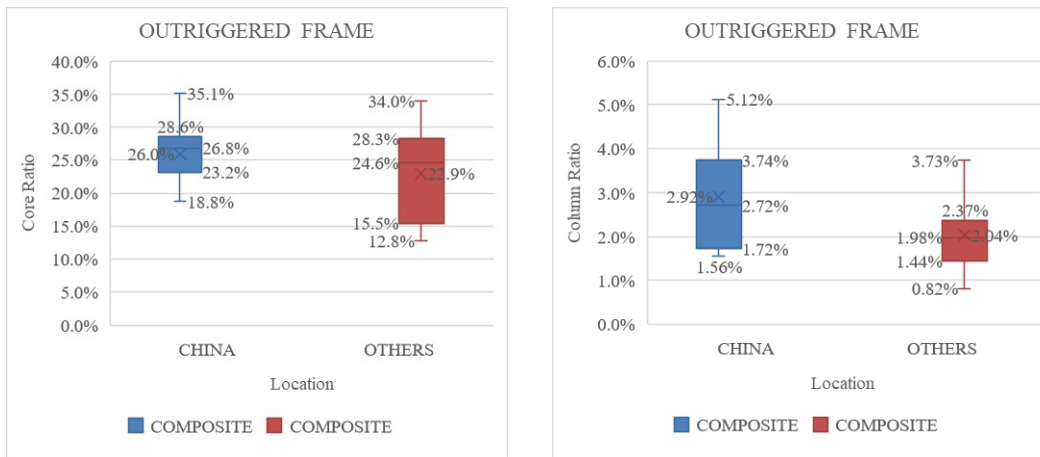 OUTRIGGERED FRAME
40.0%
35.0%
30.0%
25.0%
20.0%
15.0%
10.0%
5.0%
0.0%
Core Ratio
35.1%
28.6%
26.8%
26.0%
23.2%
18.8%
34.0%
28.3%
24.6%
22.9%
15.5%
12.8%
CHINA
OTHERS
Location
COMPOSITE
COMPOSITE
OUTRIGGERED FRAME
6.0%
5.0%
4.0%
3.0%
2.0%
1.0%
0.0%
Column Ratio
5.12%
3.74%
2.92%
2.72%
1.72%
1.56%
3.73%
2.37%
1.98%
2.04%
1.44%
0.82%
CHINA
OTHERS
Location
COMPOSITE
COMPOSITE